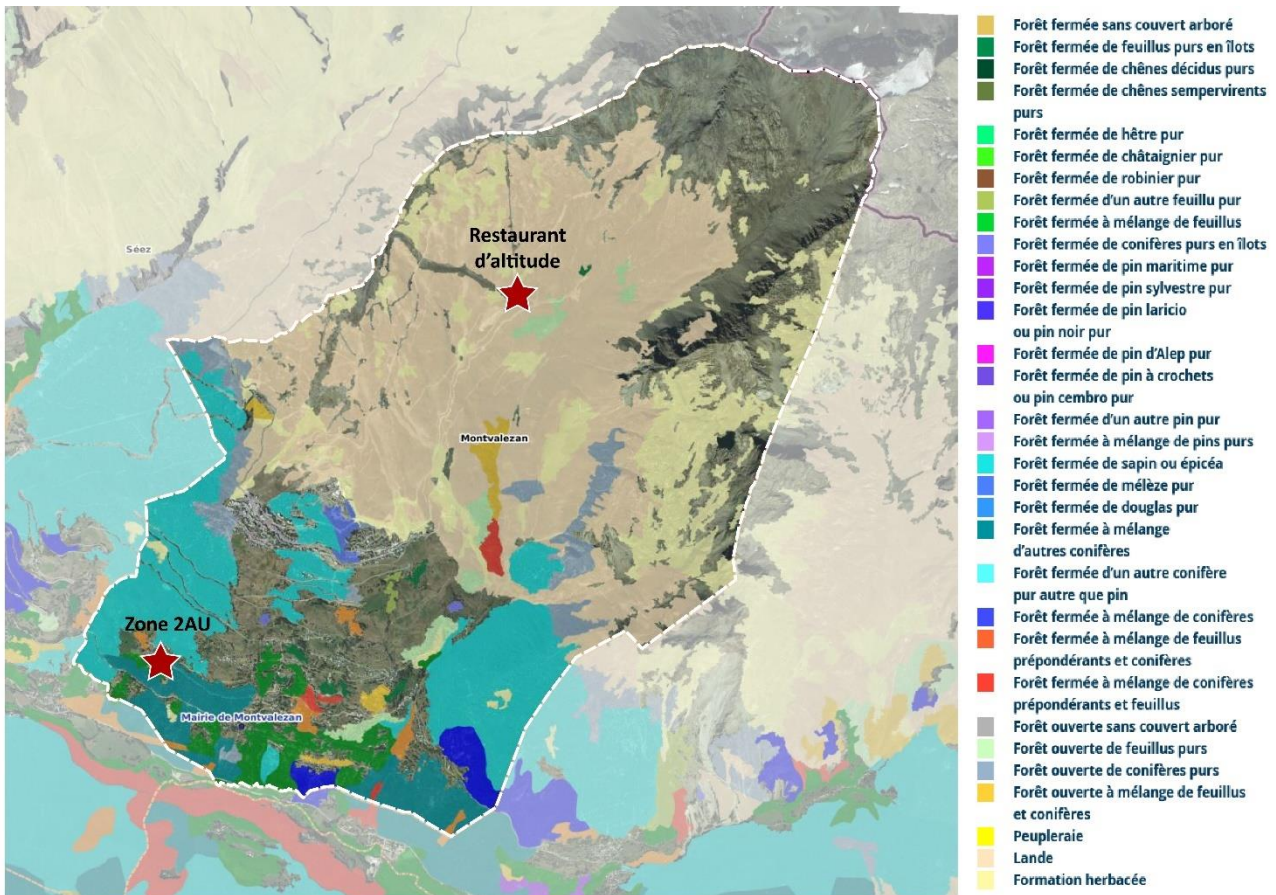 Séez
Restaurant
d'altitude
Montvalezan
Zone 2AU
Mairie de Montvalezan
Forêt fermée sans couvert arboré
Forêt fermée de feuillus purs en îlots
Forêt fermée de chênes décidus purs
Forêt fermée de chênes sempervirents
purs
Forêt fermée de hêtre pur
Forêt fermée de châtaignier pur
Forêt fermée de robinier pur
Forêt fermée d'un autre feuillu pur
Forêt fermée à mélange de feuillus
Forêt fermée de conifères purs en îlots
Forêt fermée de pin maritime pur
Forêt fermée de pin sylvestre pur
Forêt fermée de pin laricio
ou pin noir pur
Forêt fermée de pin d'Alep pur
Forêt fermée de pin à crochets
ou pin cembro pur
Forêt fermée d'un autre pin pur
Forêt fermée à mélange de pins purs
Forêt fermée de sapin ou épicéa
Forêt fermée de mélèze pur
Forêt fermée de douglas pur
Forêt fermée à mélange
d'autres conifères
Forêt fermée d'un autre conifère
pur autre que pin
Forêt fermée à mélange de conifères
Forêt fermée à mélange de feuillus
prépondérants et conifères
Forêt fermée à mélange de conifères
prépondérants et feuillus
Forêt ouverte sans couvert arboré
Forêt ouverte de feuillus purs
Forêt ouverte de conifères purs
Forêt ouverte à mélange de feuillus
et conifères
Peupleraie
Lande
Formation herbacée